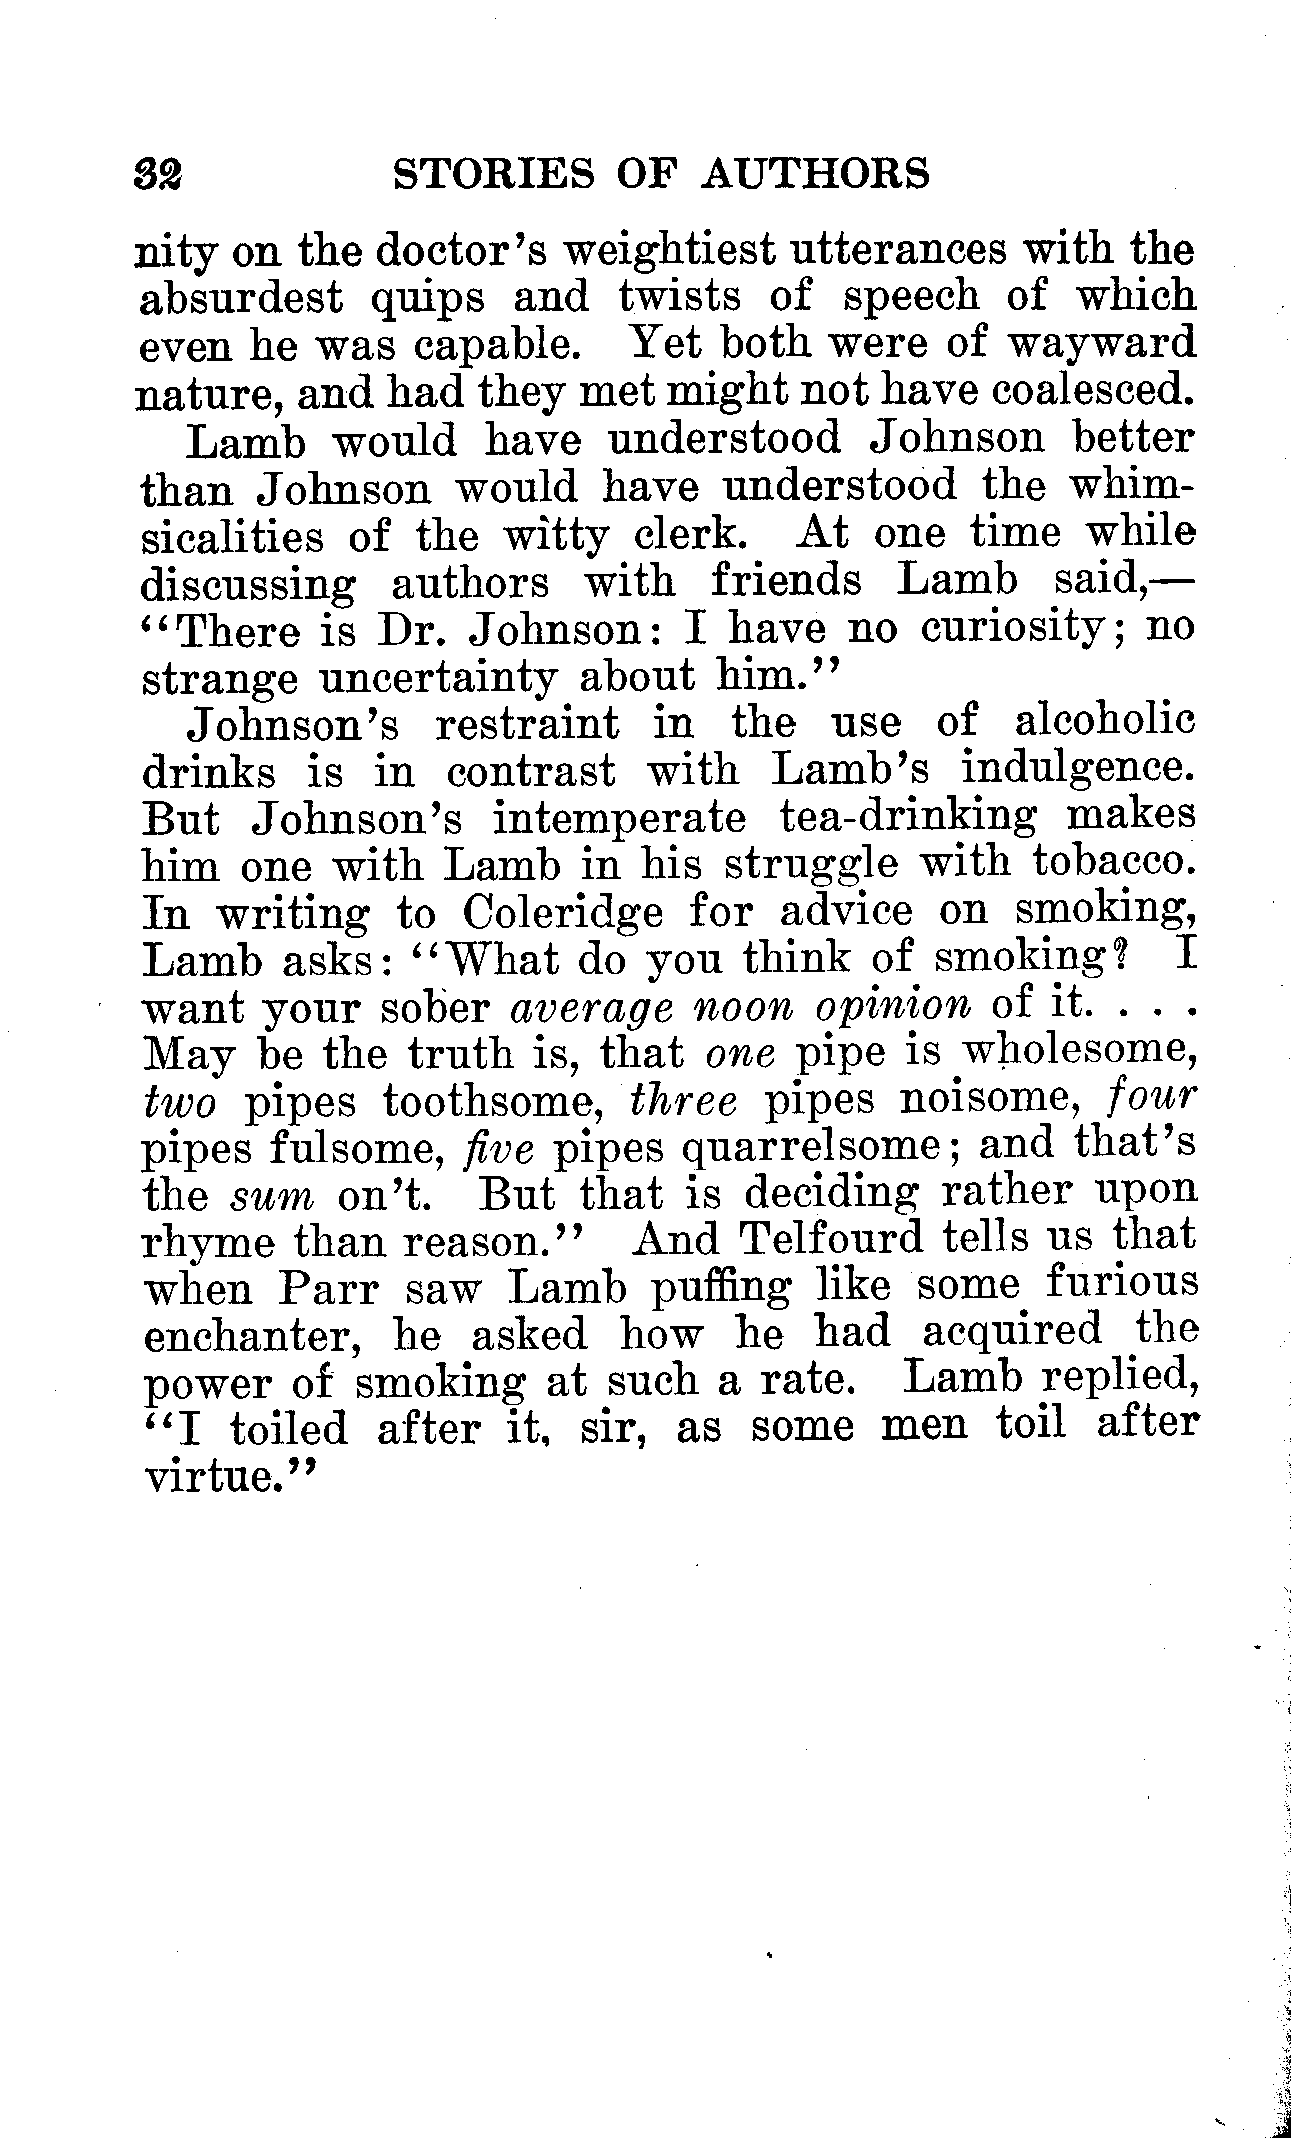 32 STORIES OF AUTHORS
nity on the doctor's weightiest utterances with the
absurdest quips and twists of speech of which
even he was capable. Yet both were of wayward
nature, and had they met might not have coalesced.
Lamb would have understood Johnson better
than Johnson would have understood the whim-
sicalities of the witty clerk. At one time while
discussing authors with friends Lamb said,—
"There is Dr. Johnson: I have no curiosity; no
strange uncertainty about him."
Johnson's restraint in the use of alcoholic
drinks is in contrast with Lamb's indulgence.
But Johnson's intemperate tea-drinking makes
him one with Lamb in his struggle with tobacco.
In writing to Coleridge for advice on smoking,
Lamb asks: "What do you think of smoking? I
want your sober average noon opinion of it. . . .
May be the truth is, that one pipe is wholesome,
two pipes toothsome, three pipes noisome, four
pipes fulsome, five pipes quarrelsome; and that's
the sum on't. But that is deciding rather upon
rhyme than reason." And Telfourd tells us that
when Parr saw Lamb puffing like some furious
enchanter, he asked how he had acquired the
power of smoking at such a rate. Lamb replied,
"I toiled after it, sir, as some men toil after
virtue."